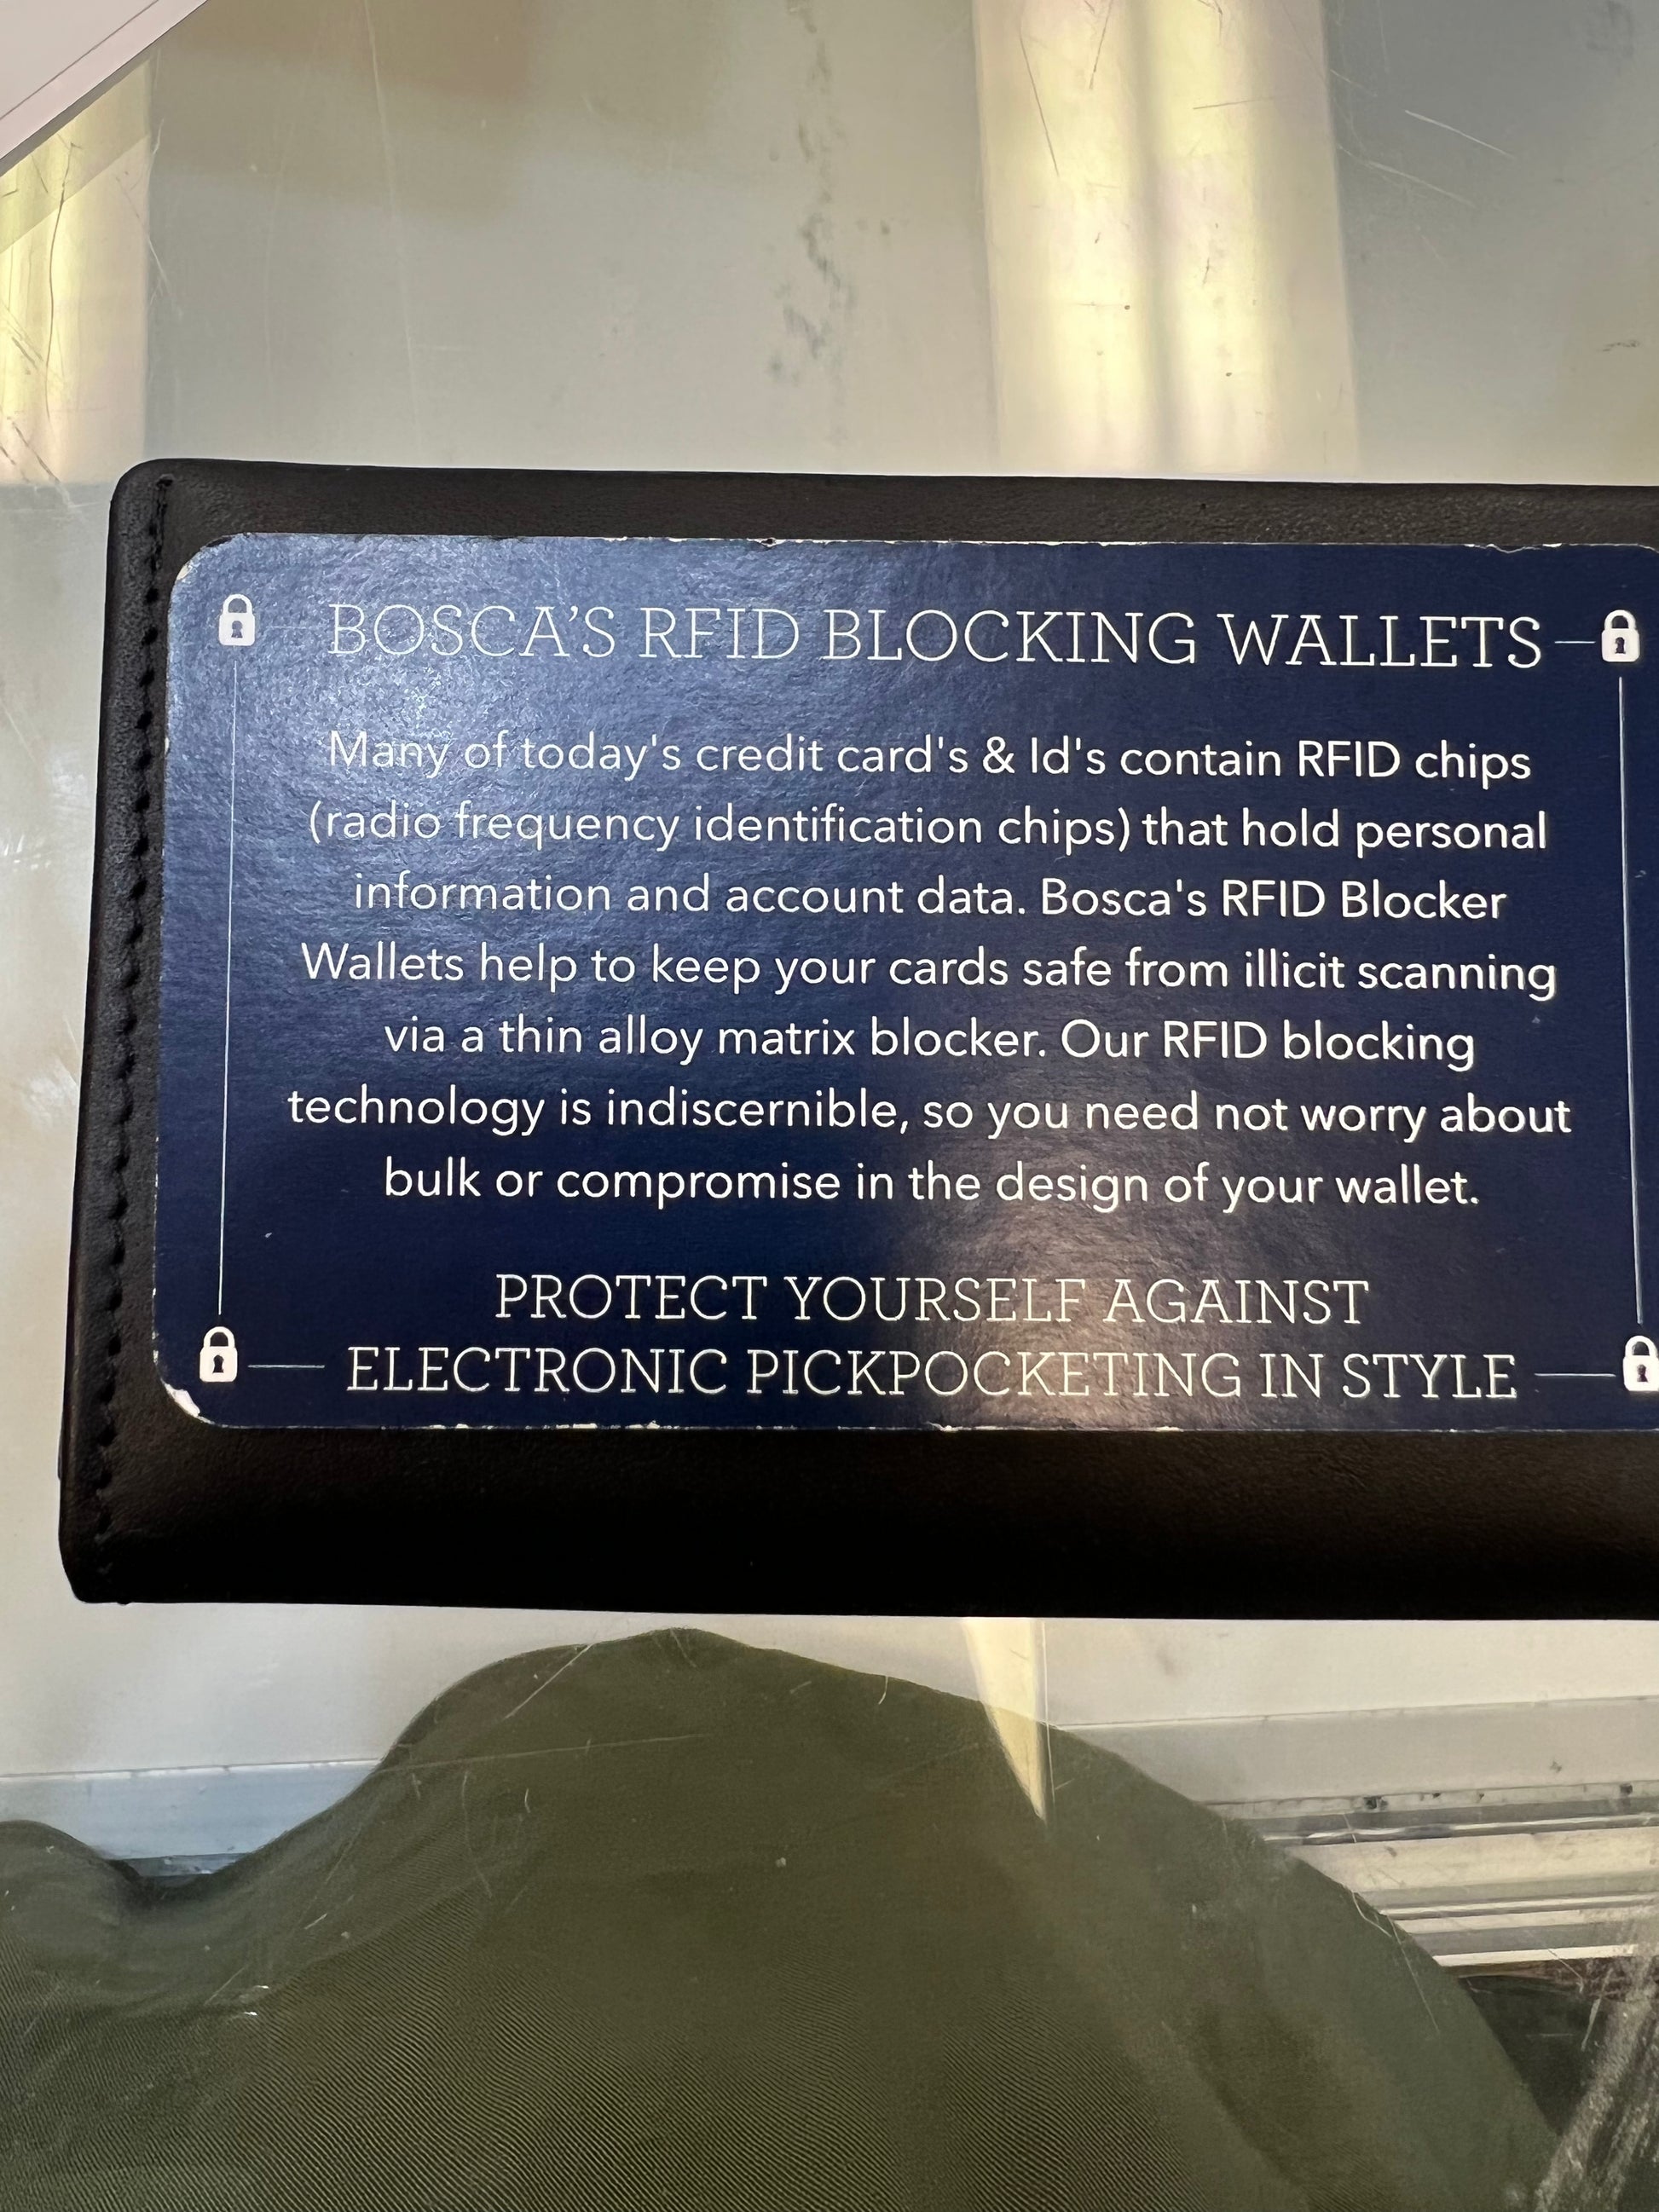 BOSCA'S RFID BLOCKING WALLETS
Many of today's credit card's & Id's contain RFID chips
(radio frequency identification chips) that hold personal
information and account data. Bosca's RFID Blocker
Wallets help to keep your cards safe from illicit scanning
via a thin alloy matrix blocker. Our RFID blocking
technology is indiscernible, so you need not worry about
bulk or compromise in the design of your wallet.
PROTECT YOURSELF AGAINST
ELECTRONIC PICKPOCKETING IN STYLE